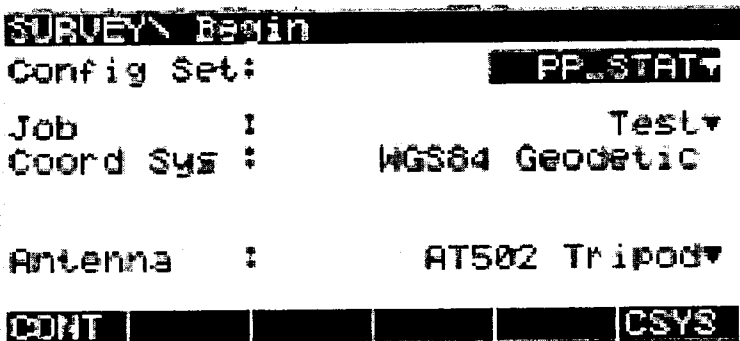 SURVEY\ Begin
Config Set: PP_STAT▼
Job : Test▼
Coord Sys : WGS84 Geodetic
Antenna : AT502 Tripod▼
CONT CSYS